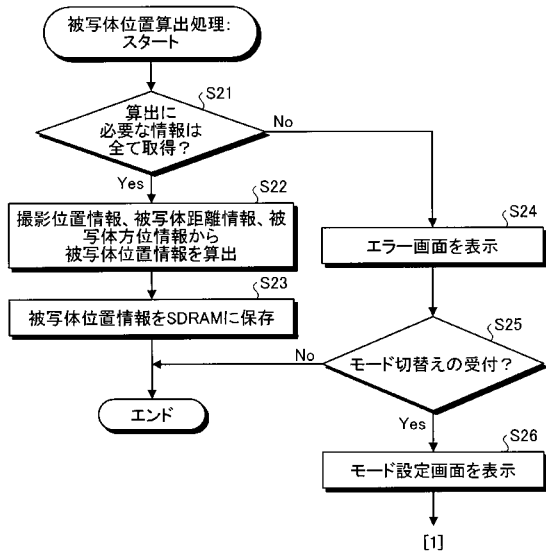 被写体位置算出処理:
スタート
S21
算出に
必要な情報は
全て取得?
No
Yes
S22
撮影位置情報、被写体距離情報、被
写体方位情報から
被写体位置情報を算出
S23
被写体位置情報をSDRAMに保存
エンド
S24
エラー画面を表示
S25
モード切替えの受付?
No
Yes
S26
モード設定画面を表示
[1]